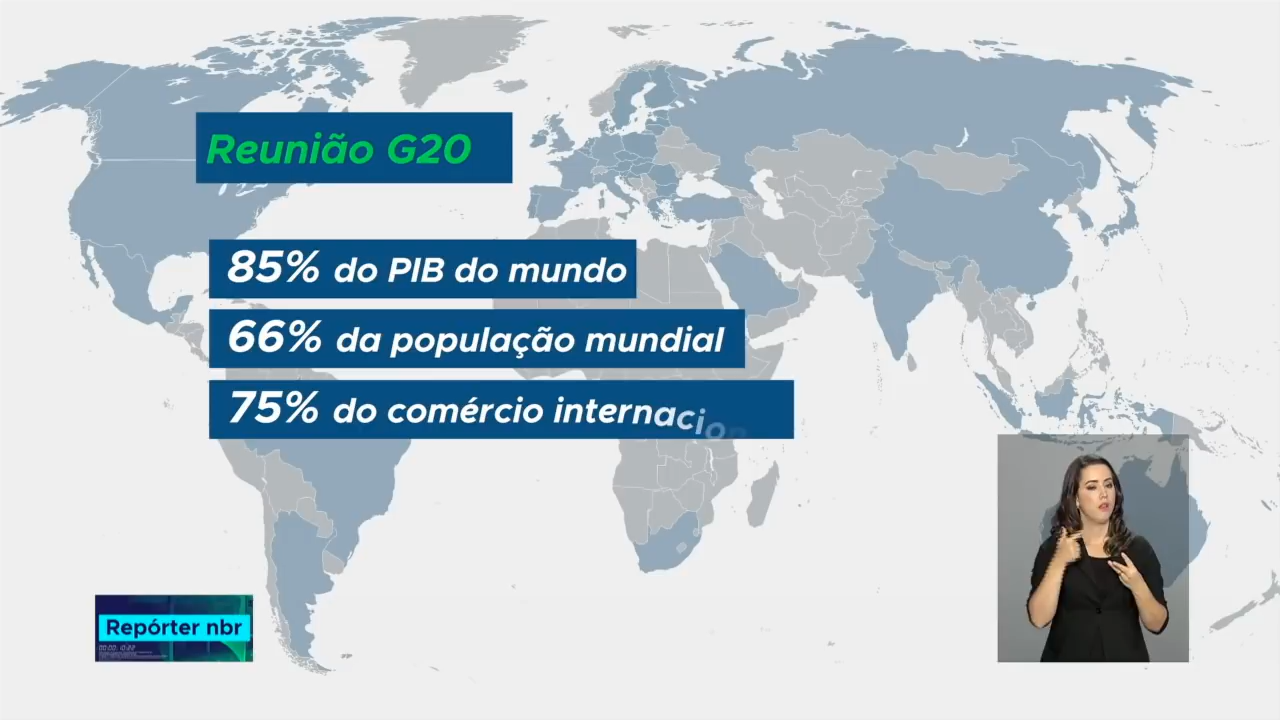 Reunião G20
85% do PIB do mundo
66% da população mundial
75% do comércio internacion
Repórter nbr